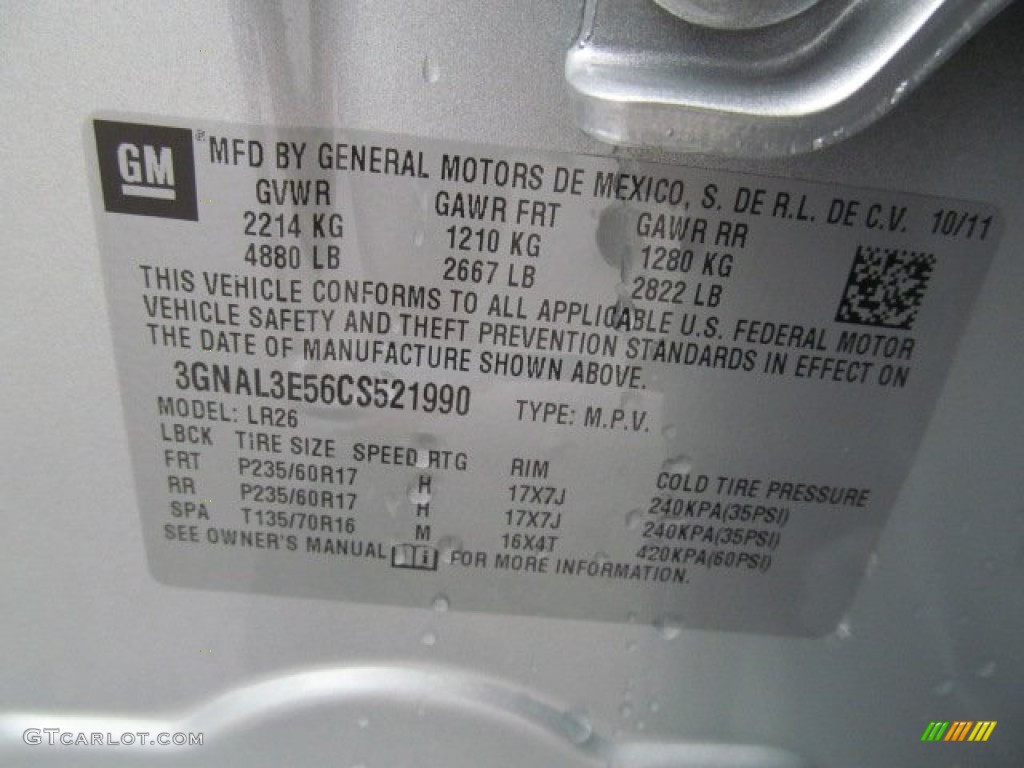 GM ® MFD BY GENERAL MOTORS DE MEXICO, S. DE R.L. DE C.V. 10/11
GVWR GAWR FRT GAWR RR
2214 KG 1210 KG 1280 KG
4880 LB 2667 LB 2822 LB
THIS VEHICLE CONFORMS TO ALL APPLICABLE U.S. FEDERAL MOTOR
VEHICLE SAFETY AND THEFT PREVENTION STANDARDS IN EFFECT ON
THE DATE OF MANUFACTURE SHOWN ABOVE.
3GNAL3E56CS521990 TYPE: M.P.V.
MODEL: LR26
LBCK TIRE SIZE SPEED RTG RIM COLD TIRE PRESSURE
FRT P235/60R17 H 17X7J 240KPA(35PSI)
RR P235/60R17 H 17X7J 240KPA(35PSI)
SPA T135/70R16 M 16X4T 420KPA(60PSI)
SEE OWNER'S MANUAL i FOR MORE INFORMATION.
GTCARLOT.COM